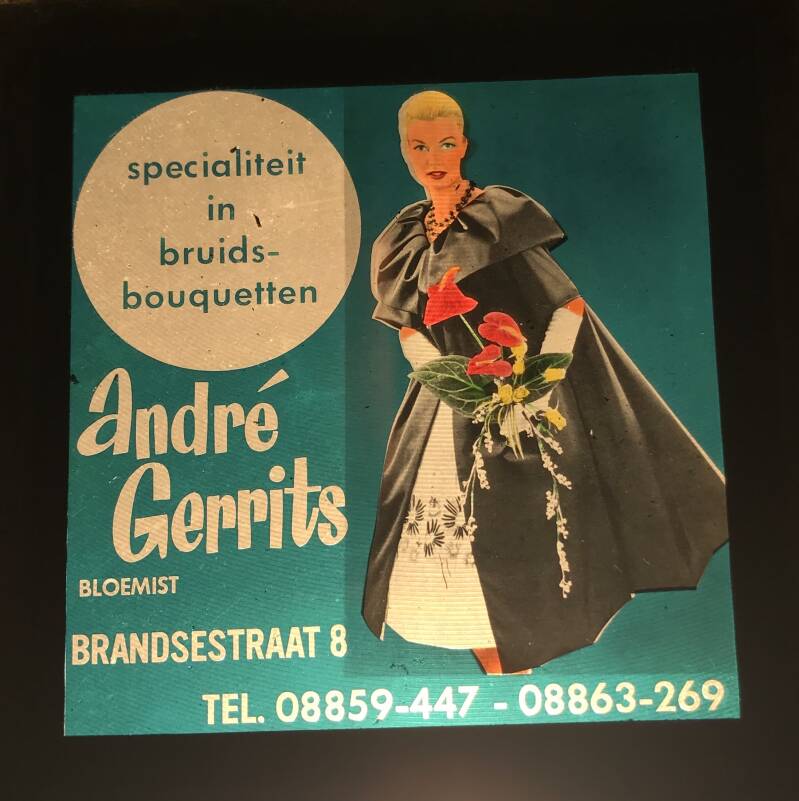 specialiteit
in
bruids-
bouquetten
André
Gerrits
BLOEMIST
BRANDSESTRAAT 8
TEL. 08859-447 - 08863-269